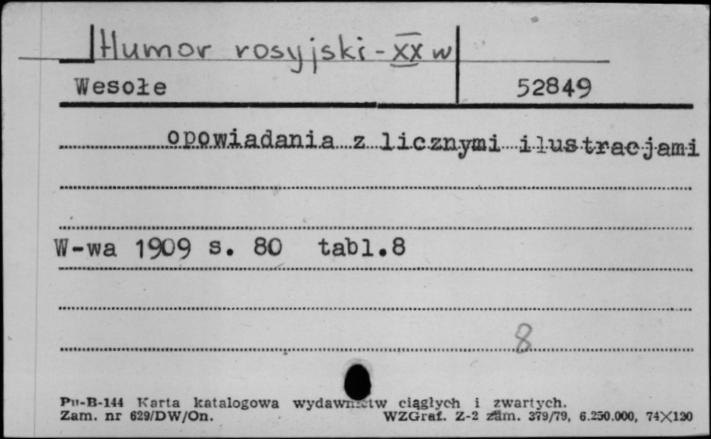 Humor rosyjski - XX w
Wesołe 52849
opowiadania z licznymi ilustracjami
W-wa 1909 s. 80 tabl.8
8
Pu-B-144 Karta katalogowa wydawnictw ciągłych i zwartych.
Zam. nr 629/DW/On. WZGraf. Z-2 zam. 379/79, 6.250.000, 74X120